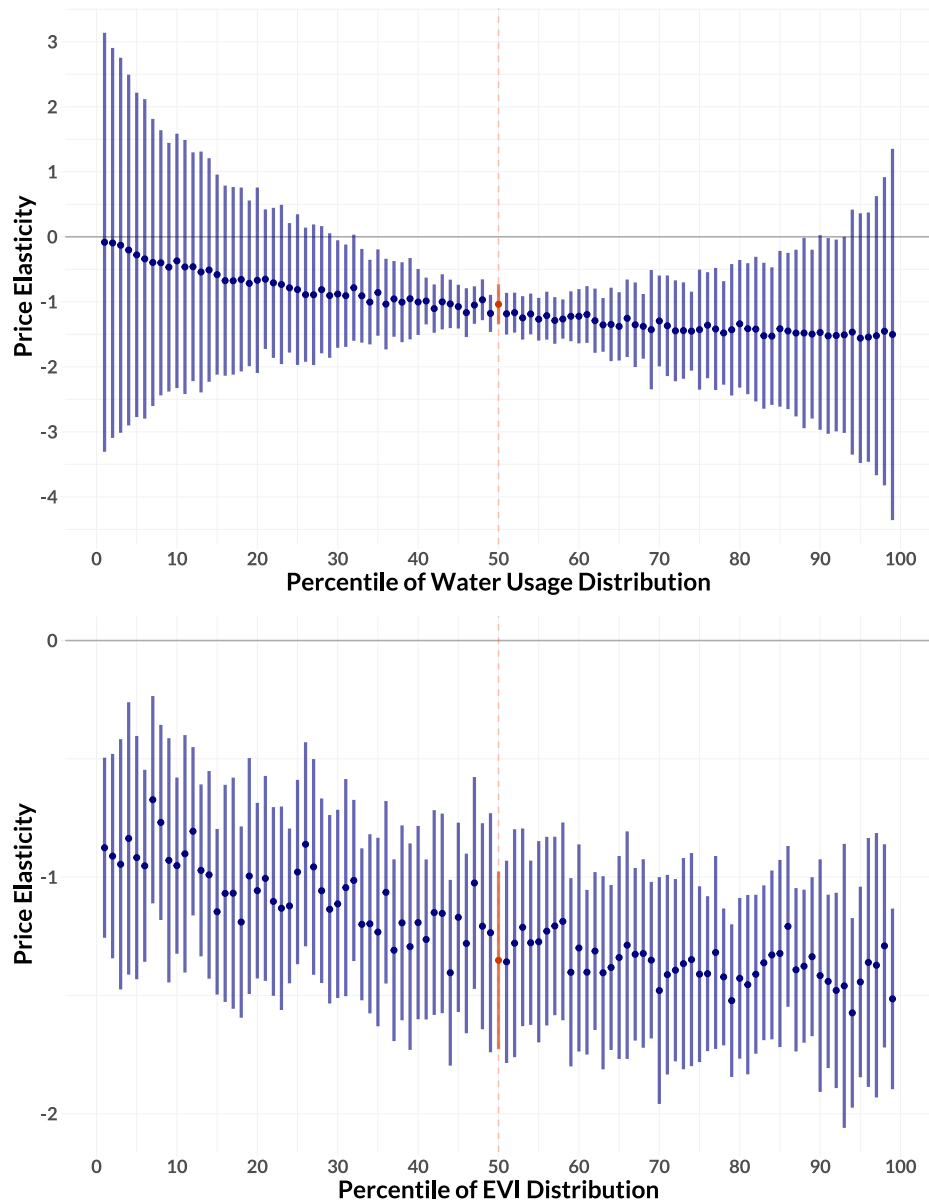 3
2
1
0
-1
-2
-3
-4
Price Elasticity
0 10 20 30 40 50 60 70 80 90 100
Percentile of Water Usage Distribution
0
-1
-2
Price Elasticity
0 10 20 30 40 50 60 70 80 90 100
Percentile of EVI Distribution